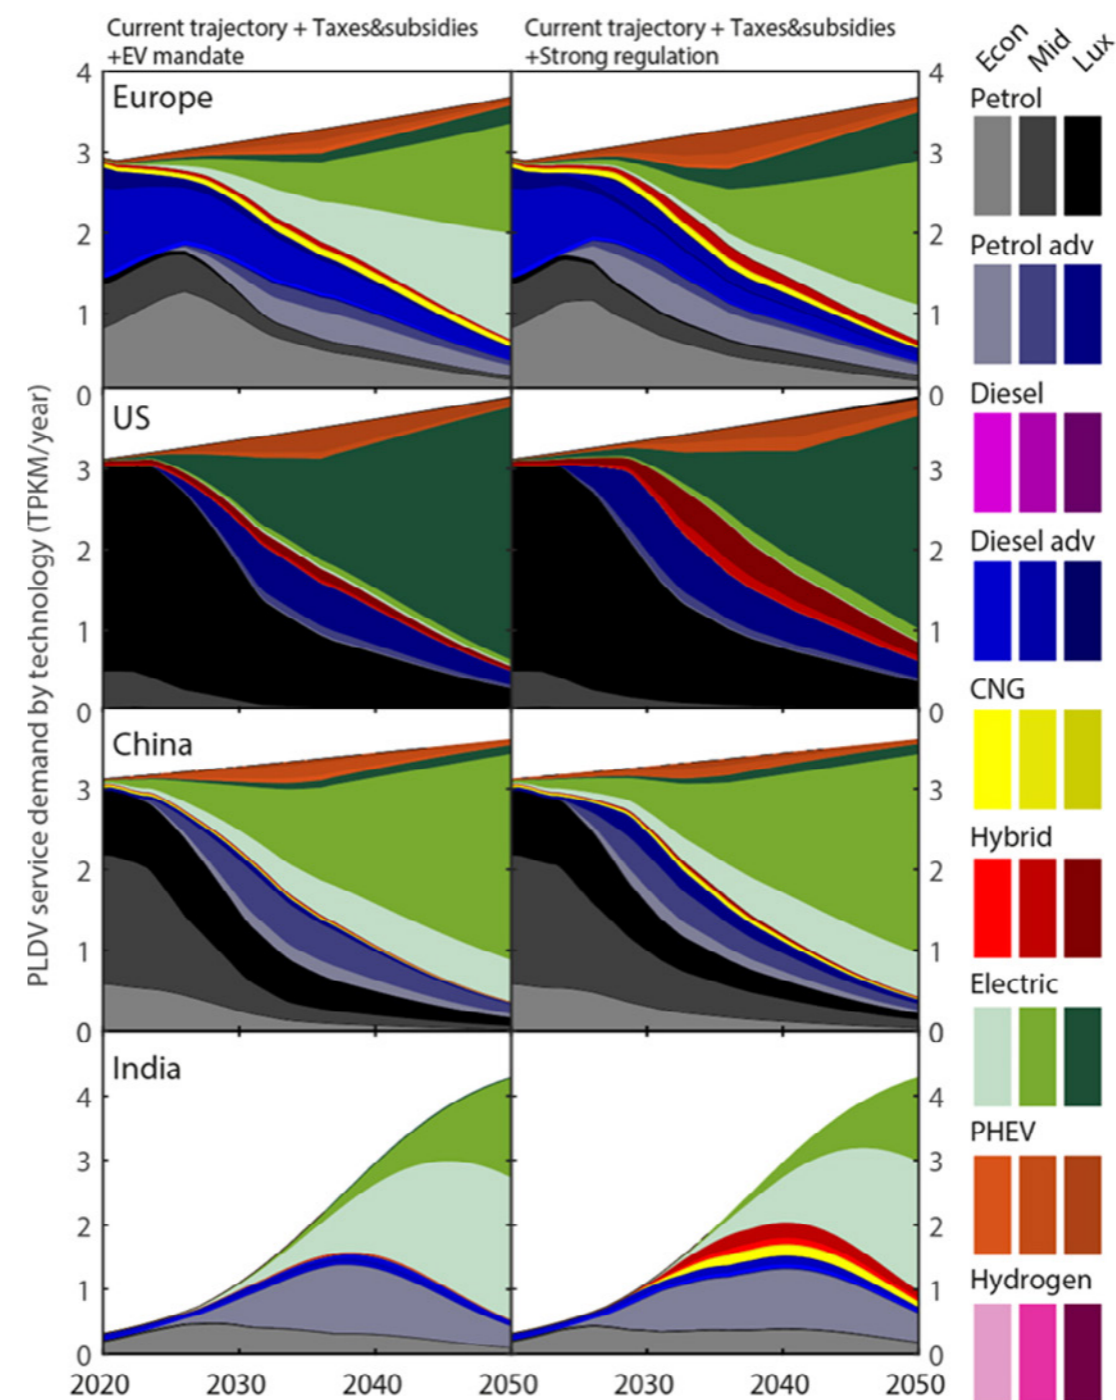 Current trajectory + Taxes&subsidies
+EV mandate
Current trajectory + Taxes&subsidies
+Strong regulation
Econ
Mid
Lux
PLDV service demand by technology (TPKM/year)
4
Europe
3
2
1
0
4
3
2
1
0
US
3
2
1
0
3
2
1
0
China
3
2
1
0
3
2
1
0
India
4
3
2
1
0
4
3
2
1
0
2020
2030
2040
2050
2030
2040
2050
Petrol
Petrol adv
Diesel
Diesel adv
CNG
Hybrid
Electric
PHEV
Hydrogen